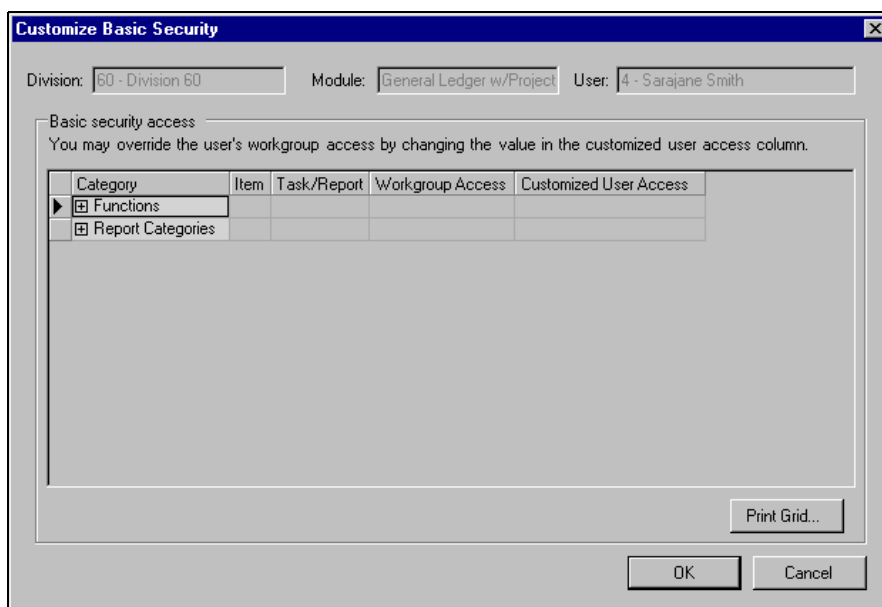 Customize Basic Security
Division: 60 - Division 60 Module: General Ledger w/Project User: 4 - Sarajane Smith
Basic security access
You may override the user's workgroup access by changing the value in the customized user access column.
Category Item Task/Report Workgroup Access Customized User Access
Functions
Report Categories
Print Grid...
OK Cancel